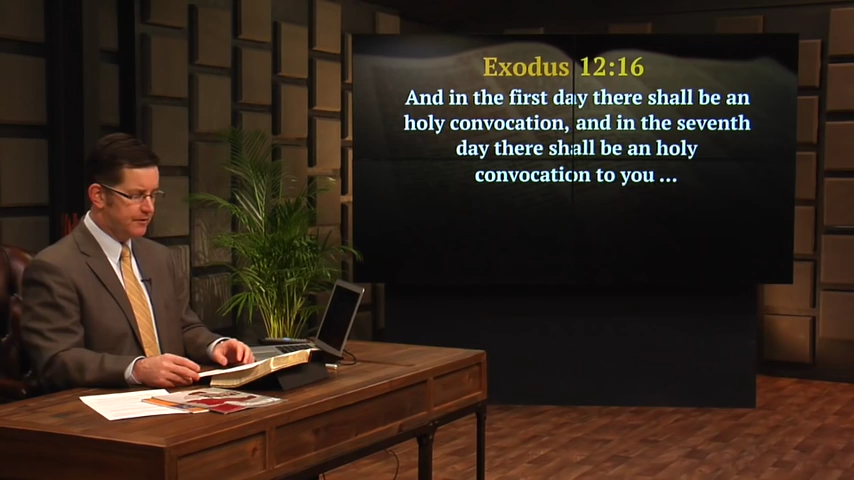 Exodus 12:16
And in the first day there shall be an
holy convocation, and in the seventh
day there shall be an holy
convocation to you ...